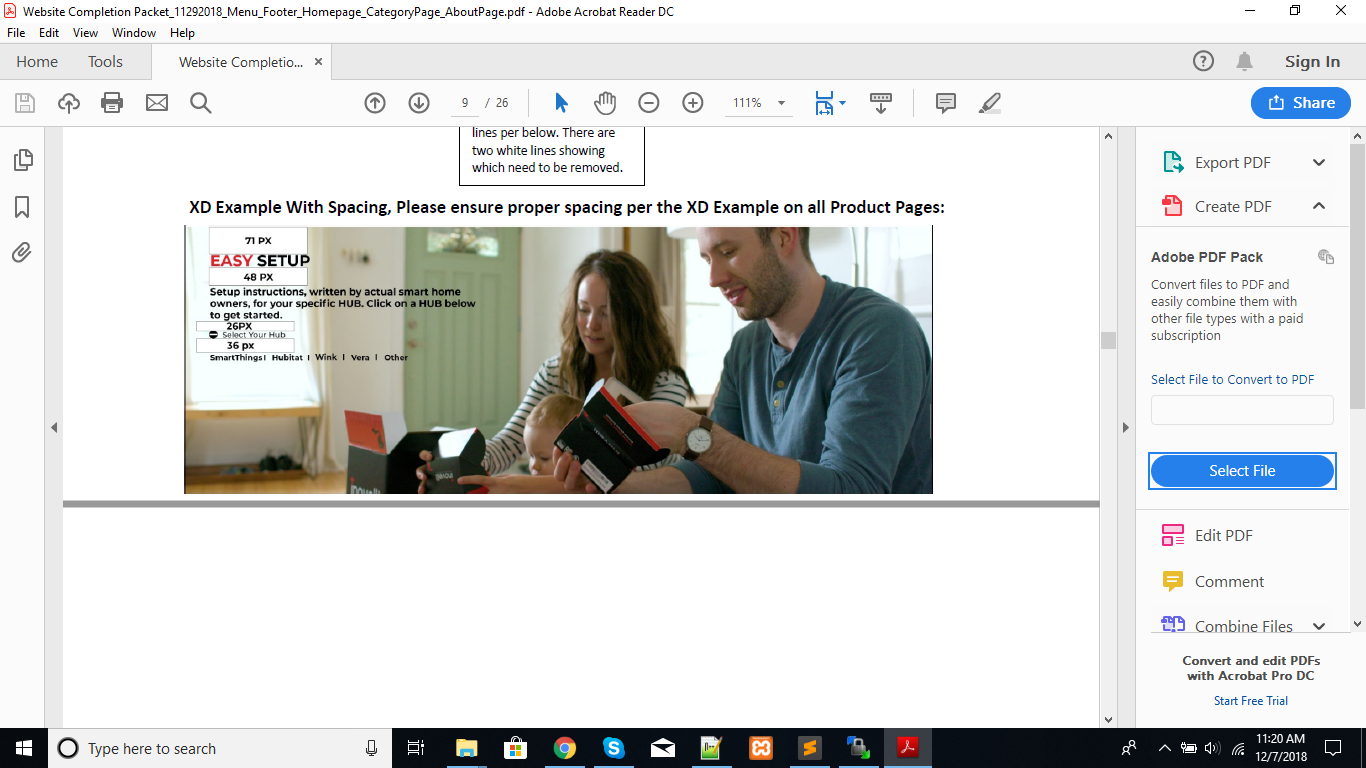 Website Completion Packet_11292018_Menu_Footer_Homepage_CategoryPage_AboutPage.pdf - Adobe Acrobat Reader DC
File Edit View Window Help
Home Tools Website Completio... × Sign In
9 / 26 111% Share
lines per below. There are
two white lines showing
which need to be removed.
XD Example With Spacing, Please ensure proper spacing per the XD Example on all Product Pages:
71 PX
EASY SETUP
48 PX
Setup instructions, written by actual smart home
owners, for your specific HUB. Click on a HUB below
to get started.
26PX
Select Your Hub
36 px
SmartThings I Hubitat I Wink I Vera I Other
inovelli
Export PDF
Create PDF
Adobe PDF Pack
Convert files to PDF and
easily combine them with
other file types with a paid
subscription
Select File to Convert to PDF
Select File
Edit PDF
Comment
Combine Files
Convert and edit PDFs
with Acrobat Pro DC
Start Free Trial
Type here to search
11:20 AM
12/7/2018